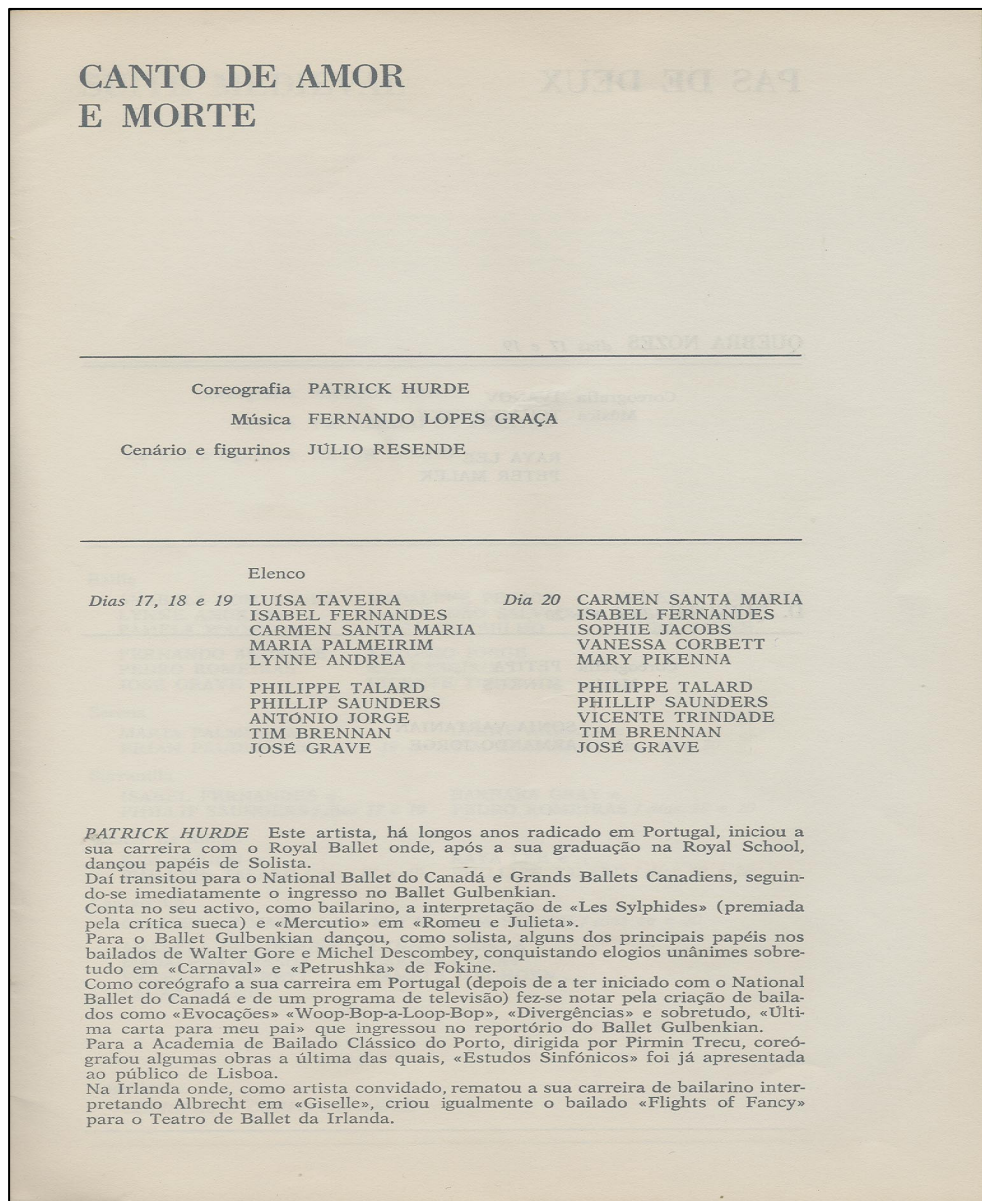 CANTO DE AMOR
E MORTE
Coreografia PATRICK HURDE
Música FERNANDO LOPES GRAÇA
Cenário e figurinos JÚLIO RESENDE
Elenco
Dias 17, 18 e 19 LUÍSA TAVEIRA
ISABEL FERNANDES
CARMEN SANTA MARIA
MARIA PALMEIRIM
LYNNE ANDREA
PHILIPPE TALARD
PHILLIP SAUNDERS
ANTÓNIO JORGE
TIM BRENNAN
JOSÉ GRAVE
Dia 20 CARMEN SANTA MARIA
ISABEL FERNANDES
SOPHIE JACOBS
VANESSA CORBETT
MARY PIKENNA
PHILIPPE TALARD
PHILLIP SAUNDERS
VICENTE TRINDADE
TIM BRENNAN
JOSÉ GRAVE
PATRICK HURDE Este artista, há longos anos radicado em Portugal, iniciou a
sua carreira com o Royal Ballet onde, após a sua graduação na Royal School,
dançou papéis de Solista.
Daí transitou para o National Ballet do Canadá e Grands Ballets Canadiens, seguin-
do-se imediatamente o ingresso no Ballet Gulbenkian.
Conta no seu activo, como bailarino, a interpretação de «Les Sylphides» (premiada
pela crítica sueca) e «Mercutio» em «Romeu e Julieta».
Para o Ballet Gulbenkian dançou, como solista, alguns dos principais papéis nos
bailados de Walter Gore e Michel Descombey, conquistando elogios unânimes sobre-
tudo em «Carnaval» e «Petrushka» de Fokine.
Como coreógrafo a sua carreira em Portugal (depois de a ter iniciado com o National
Ballet do Canadá e de um programa de televisão) fez-se notar pela criação de baila-
dos como «Evocações» «Woop-Bop-a-Loop-Bop», «Divergências» e sobretudo, «Últi-
ma carta para meu pai» que ingressou no reportório do Ballet Gulbenkian.
Para a Academia de Bailado Clássico do Porto, dirigida por Pirmin Trecu, coreó-
grafou algumas obras a última das quais, «Estudos Sinfónicos» foi já apresentada
ao público de Lisboa.
Na Irlanda onde, como artista convidado, rematou a sua carreira de bailarino inter-
pretando Albrecht em «Giselle», criou igualmente o bailado «Flights of Fancy»
para o Teatro de Ballet da Irlanda.